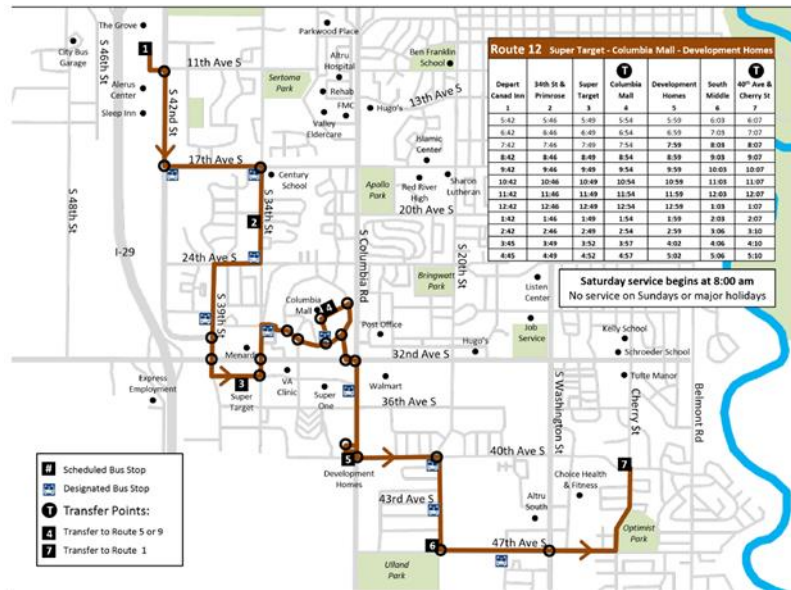 The Grove
City Bus
Garage
S 46th St
1
11th Ave S
Alerus
Center
Sleep Inn
S 42nd St
S 48th St
I-29
17th Ave S
Century
School
S 34th St
2
24th Ave S
S 39th St
Parkwood Place
Altru
Hospital
Sertoma
Park
Rehab
FMC
Valley
Eldercare
Hugo's
Ben Franklin
School
13th Ave S
Islamic
Center
Apollo
Park
Red River
High
Sharon
Lutheran
20th Ave S
S Columbia Rd
S 20th St
Bringwatt
Park
Columbia
Mall
4
Post Office
Hugo's
32nd Ave S
Menard
3
Super
Target
Express
Employment
VA
Clinic
Super
One
Walmart
36th Ave S
Listen
Center
Job
Service
Kelly School
Schroeder School
Tufte Manor
S Washington St
Cherry St
Belmont Rd
5
Development
Homes
40th Ave S
43rd Ave S
Choice Health
& Fitness
7
Altru
South
Optimist
Park
6
47th Ave S
Ulland
Park
Route 12 Super Target - Columbia Mall - Development Homes
T T
Depart Canad Inn 34th St & Primrose Super Target Columbia Mall Development Homes South Middle 40th Ave & Cherry St
1 2 3 4 5 6 7
5:42 5:46 5:49 5:54 5:59 6:03 6:07
6:42 6:46 6:49 6:54 6:59 7:03 7:07
7:42 7:46 7:49 7:54 7:59 8:03 8:07
8:42 8:46 8:49 8:54 8:59 9:03 9:07
9:42 9:46 9:49 9:54 9:59 10:03 10:07
10:42 10:46 10:49 10:54 10:59 11:03 11:07
11:42 11:46 11:49 11:54 11:59 12:03 12:07
12:42 12:46 12:49 12:54 12:59 1:03 1:07
1:42 1:46 1:49 1:54 1:59 2:03 2:07
2:42 2:46 2:49 2:54 2:59 3:06 3:10
3:45 3:49 3:52 3:57 4:02 4:06 4:10
4:45 4:49 4:52 4:57 5:02 5:06 5:10
Saturday service begins at 8:00 am
No service on Sundays or major holidays
# Scheduled Bus Stop
Designated Bus Stop
T Transfer Points:
4 Transfer to Route 5 or 9
7 Transfer to Route 1